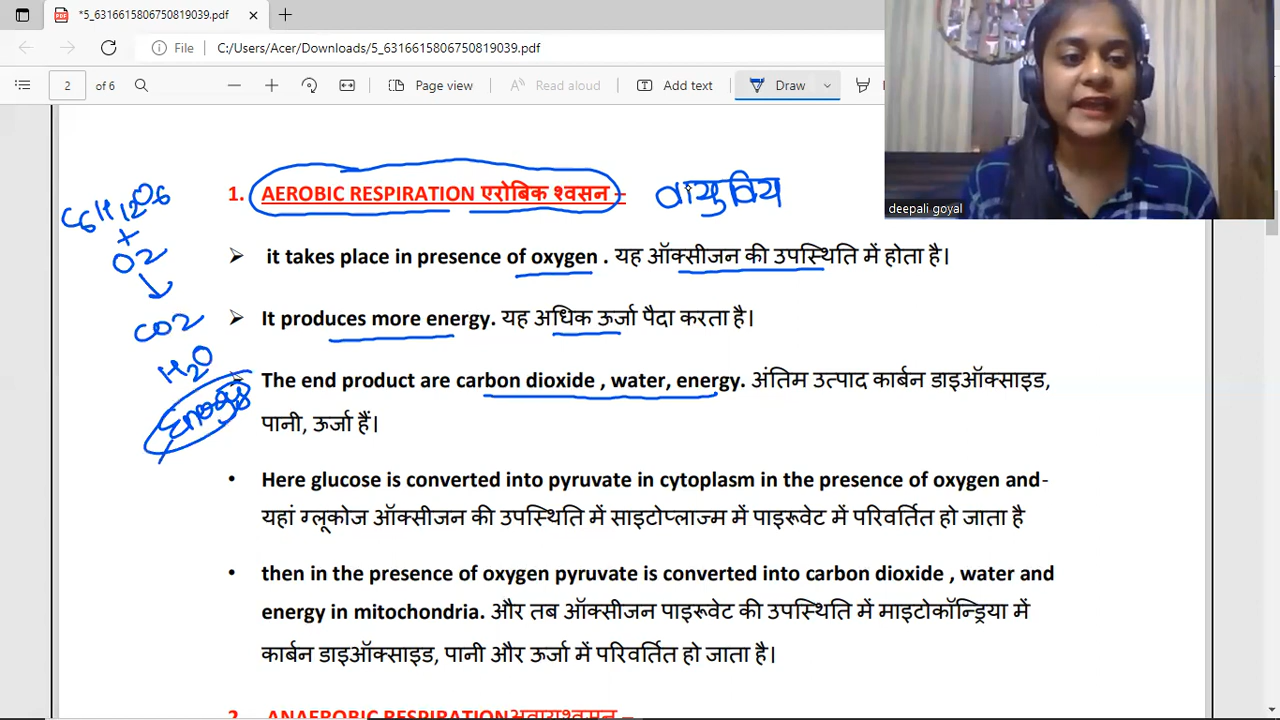 *5_6316615806750819039.pdf
File C:/Users/Acer/Downloads/5_6316615806750819039.pdf
2 of 6 Page view Read aloud Add text Draw
deepali goyal
1. AEROBIC RESPIRATION एरोबिक श्वसन – वायुविय
C6H12O6
+
O2
➢ it takes place in presence of oxygen . यह ऑक्सीजन की उपस्थिति में होता है।
➢ It produces more energy. यह अधिक ऊर्जा पैदा करता है।
CO2
H2O
Energy
➢ The end product are carbon dioxide , water, energy. अंतिम उत्पाद कार्बन डाइऑक्साइड,
पानी, ऊर्जा हैं।
• Here glucose is converted into pyruvate in cytoplasm in the presence of oxygen and-
यहां ग्लूकोज ऑक्सीजन की उपस्थिति में साइटोप्लाज्म में पाइरूवेट में परिवर्तित हो जाता है
• then in the presence of oxygen pyruvate is converted into carbon dioxide , water and
energy in mitochondria. और तब ऑक्सीजन पाइरूवेट की उपस्थिति में माइटोकॉन्ड्रिया में
कार्बन डाइऑक्साइड, पानी और ऊर्जा में परिवर्तित हो जाता है।
2. ANAEROBIC RESPIRATION